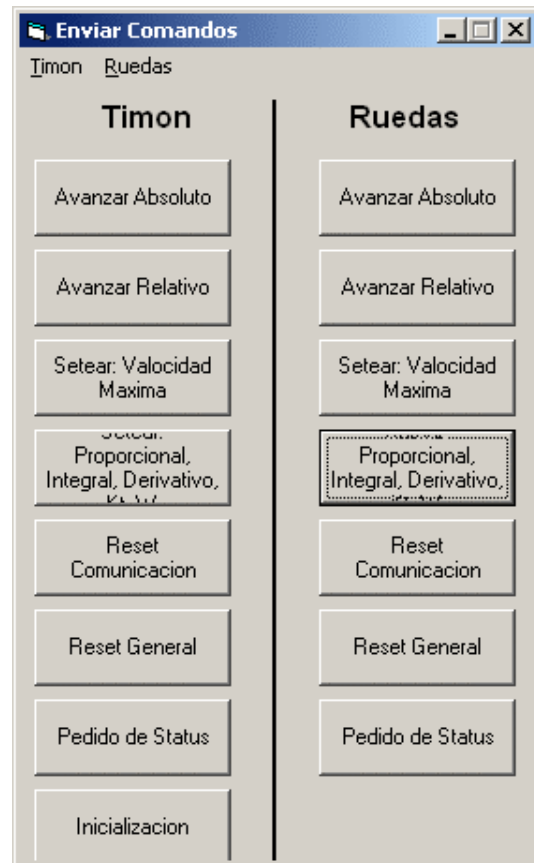 Enviar Comandos
Timon Ruedas
Timon
Avanzar Absoluto
Avanzar Relativo
Setear: Valocidad
Maxima
Setear:
Proporcional,
Integral, Derivativo,
Reset
Comunicacion
Reset General
Pedido de Status
Inicializacion
Ruedas
Avanzar Absoluto
Avanzar Relativo
Setear: Valocidad
Maxima
Proporcional,
Integral, Derivativo,
Reset
Comunicacion
Reset General
Pedido de Status